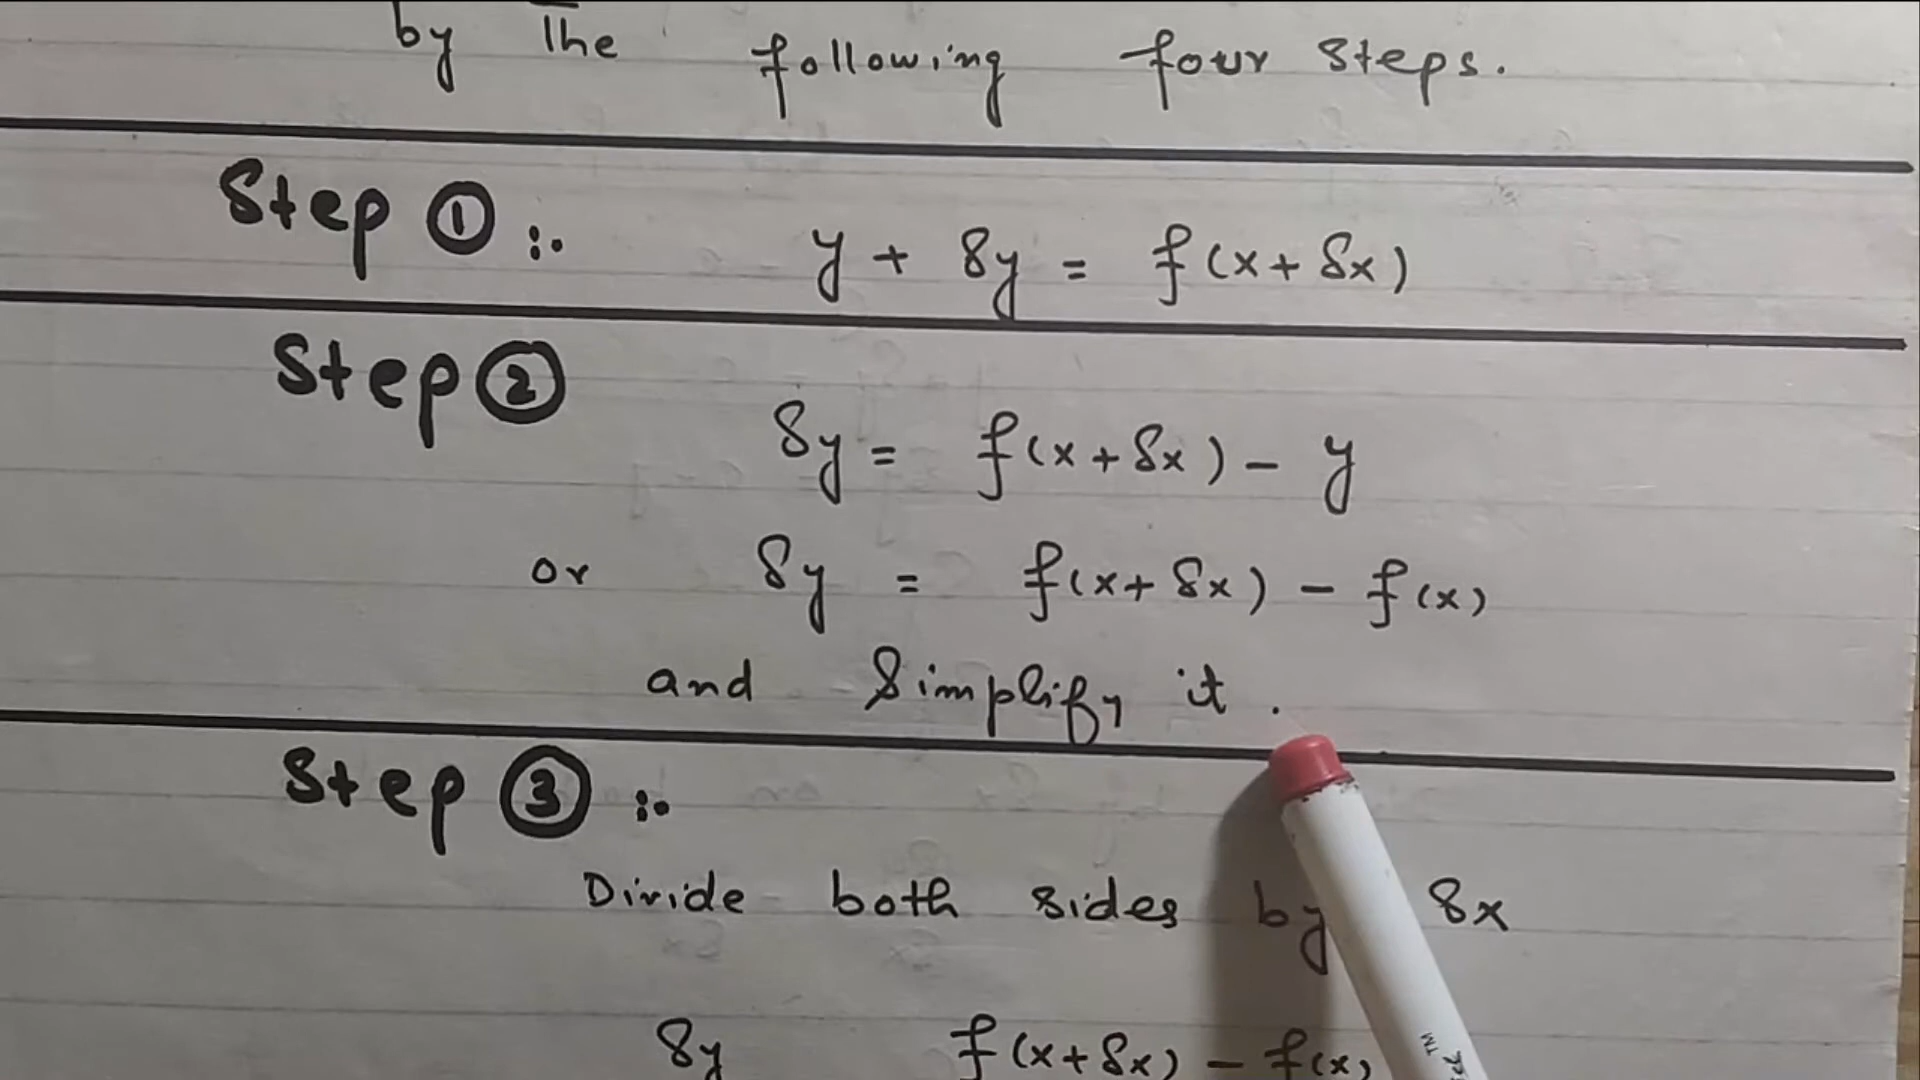 by The following four steps.
Step ① :.
y + δy = f(x + δx)
Step ②
δy = f(x + δx) - y
or δy = f(x + δx) - f(x)
and Simplify it .
Step ③ :.
Divide both sides by δx
δy f(x + δx) - f(x)
TM